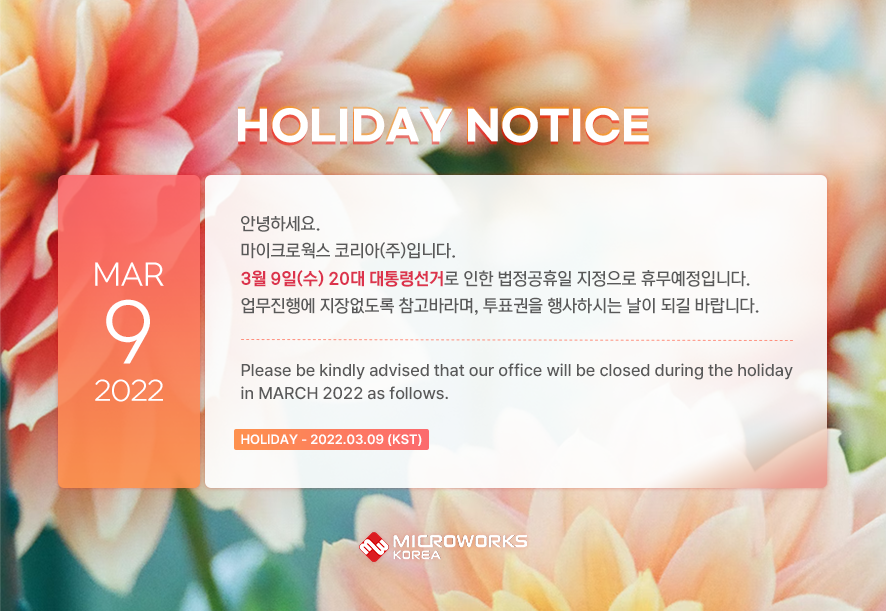 HOLIDAY NOTICE
MAR
9
2022
안녕하세요.
마이크로웍스 코리아(주)입니다.
3월 9일(수) 20대 대통령선거로 인한 법정공휴일 지정으로 휴무예정입니다.
업무진행에 지장없도록 참고바라며, 투표권을 행사하시는 날이 되길 바랍니다.
Please be kindly advised that our office will be closed during the holiday
in MARCH 2022 as follows.
HOLIDAY - 2022.03.09 (KST)
MICROWORKS
KOREA